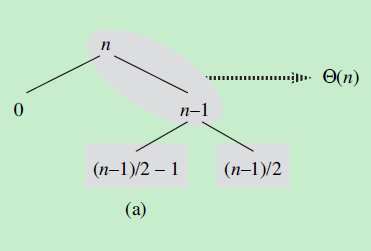 n
Θ(n)
0
n–1
(n–1)/2 – 1
(n–1)/2
(a)